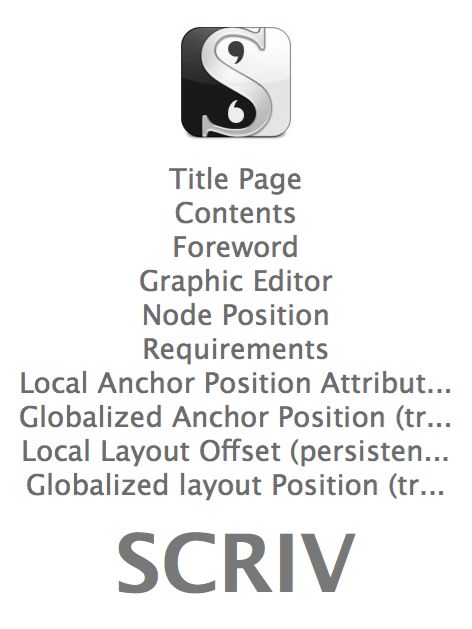 Title Page
Contents
Foreword
Graphic Editor
Node Position
Requirements
Local Anchor Position Attribut...
Globalized Anchor Position (tr...
Local Layout Offset (persisten...
Globalized layout Position (tr...
SCRIV